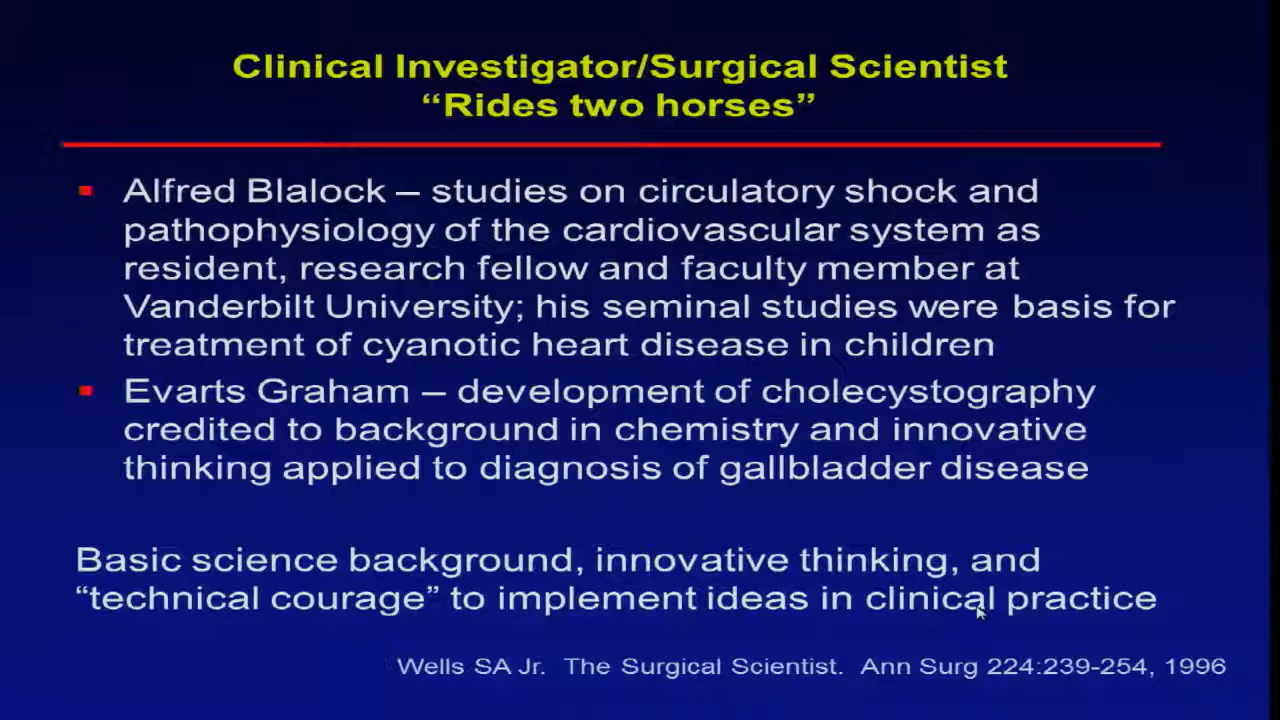 Clinical Investigator/Surgical Scientist
“Rides two horses”
Alfred Blalock – studies on circulatory shock and
pathophysiology of the cardiovascular system as
resident, research fellow and faculty member at
Vanderbilt University; his seminal studies were basis for
treatment of cyanotic heart disease in children
Evarts Graham – development of cholecystography
credited to background in chemistry and innovative
thinking applied to diagnosis of gallbladder disease
Basic science background, innovative thinking, and
“technical courage” to implement ideas in clinical practice
Wells SA Jr. The Surgical Scientist. Ann Surg 224:239-254, 1996